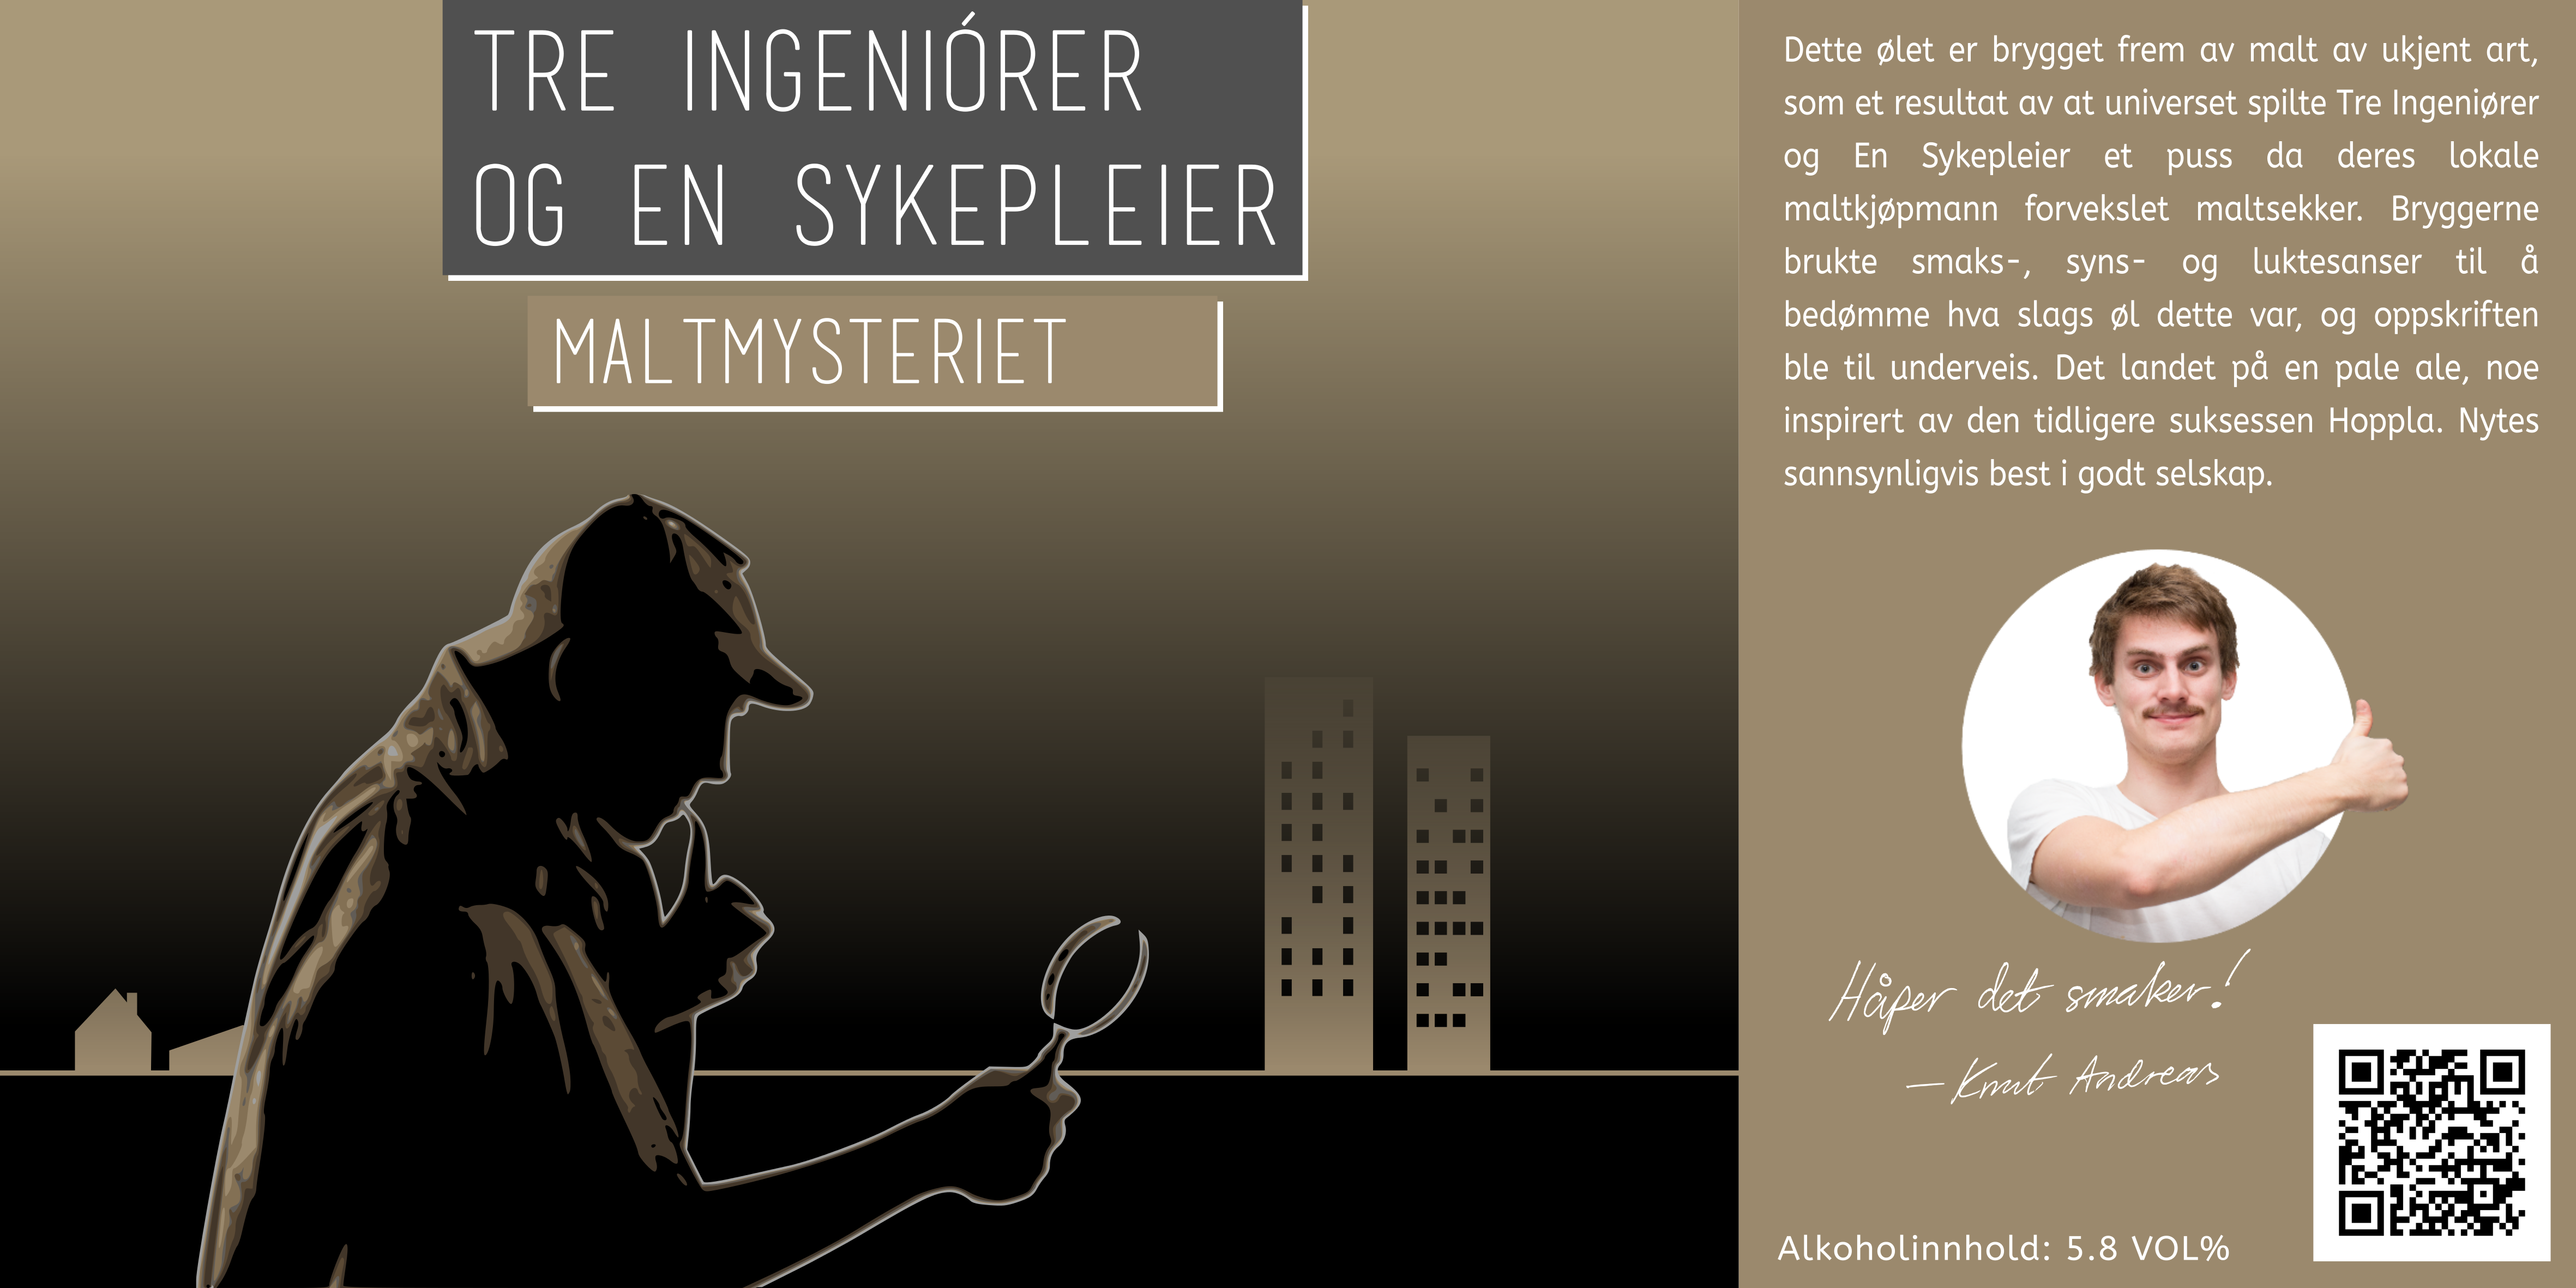 TRE INGENIÓRER
OG EN SYKEPLEIER
MALTMYSTERIET
Dette ølet er brygget frem av malt av ukjent art,
som et resultat av at universet spilte Tre Ingeniører
og En Sykepleier et puss da deres lokale
maltkjøpmann forvekslet maltsekker. Bryggerne
brukte smaks-, syns- og luktesanser til å
bedømme hva slags øl dette var, og oppskriften
ble til underveis. Det landet på en pale ale, noe
inspirert av den tidligere suksessen Hoppla. Nytes
sannsynligvis best i godt selskap.
Håper det smaker!
— Knut Andreas
Alkoholinnhold: 5.8 VOL%